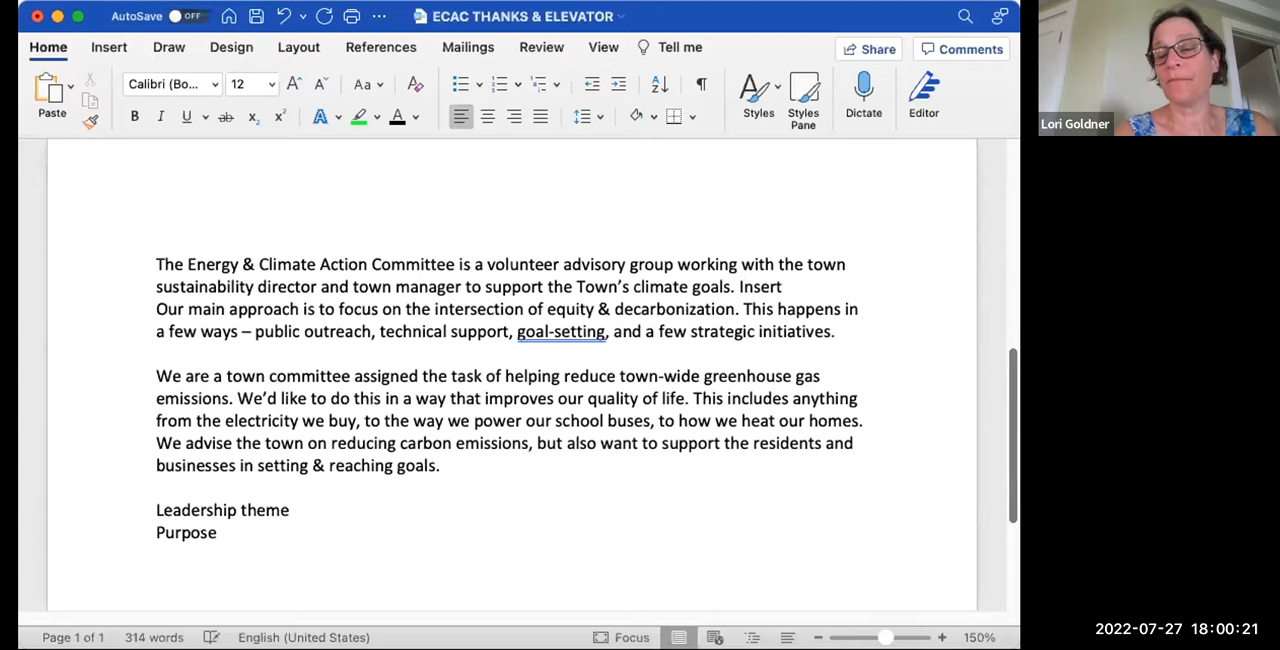 AutoSave OFF ECAC THANKS & ELEVATOR
Home Insert Draw Design Layout References Mailings Review View Tell me Share Comments
Calibri (Bo... 12 Aa
Paste B I U ab x₂ x² A A Styles Styles Pane Dictate Editor
Lori Goldner
The Energy & Climate Action Committee is a volunteer advisory group working with the town
sustainability director and town manager to support the Town's climate goals. Insert
Our main approach is to focus on the intersection of equity & decarbonization. This happens in
a few ways – public outreach, technical support, goal-setting, and a few strategic initiatives.
We are a town committee assigned the task of helping reduce town-wide greenhouse gas
emissions. We'd like to do this in a way that improves our quality of life. This includes anything
from the electricity we buy, to the way we power our school buses, to how we heat our homes.
We advise the town on reducing carbon emissions, but also want to support the residents and
businesses in setting & reaching goals.
Leadership theme
Purpose
Page 1 of 1 314 words English (United States) Focus 150%
2022-07-27 18:00:21